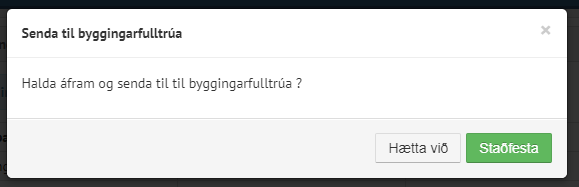 Senda til byggingarfulltrúa
×
Halda áfram og senda til til byggingarfulltrúa ?
Hætta við
Staðfesta